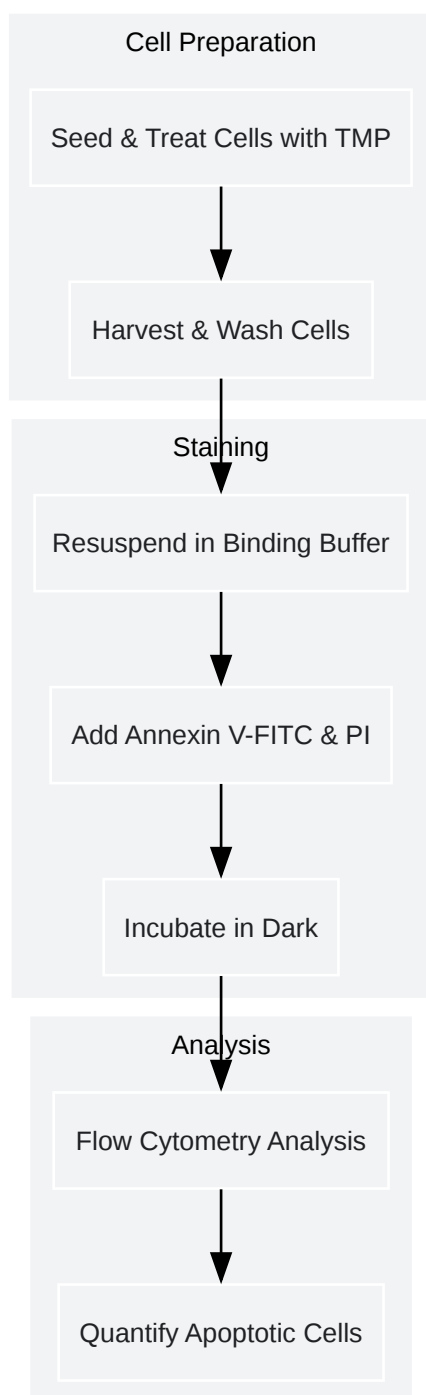 Cell Preparation
Seed & Treat Cells with TMP
Harvest & Wash Cells
Staining
Resuspend in Binding Buffer
Add Annexin V-FITC & PI
Incubate in Dark
Analysis
Flow Cytometry Analysis
Quantify Apoptotic Cells